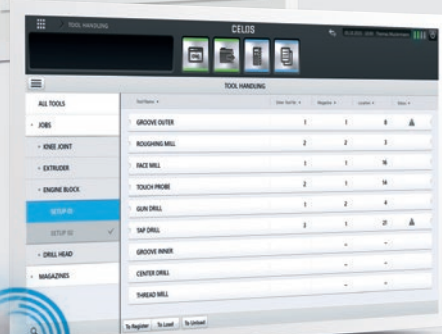 TOOL HANDLING
CELOS
TOOL HANDLING
ALL TOOLS
JOBS
KNEE JOINT
EXTRUDER
ENGINE BLOCK
SETUP 01
SETUP 02
DRILL HEAD
MAGAZINES
Tool Name Magazine Location Status
GROOVE OUTER 1 1 8
ROUGHING MILL 2 2 3
FACE MILL 1 1 16
TOUCH PROBE 2 1 14
GUN DRILL 1 2 4
TAP DRILL 2 1 21
GROOVE INNER - -
CENTER DRILL - -
THREAD MILL - -
To Register To Load To Unload